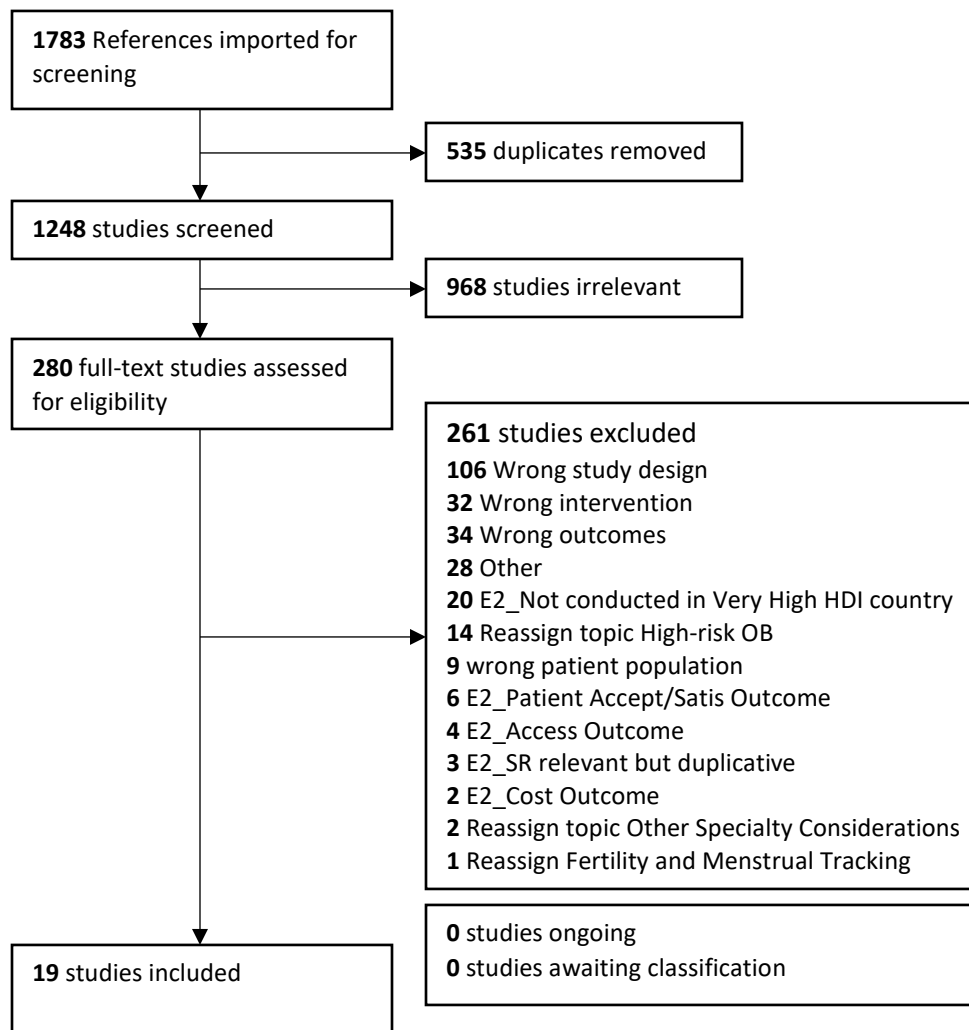 1783 References imported for
screening
535 duplicates removed
1248 studies screened
968 studies irrelevant
280 full-text studies assessed
for eligibility
261 studies excluded
106 Wrong study design
32 Wrong intervention
34 Wrong outcomes
28 Other
20 E2_Not conducted in Very High HDI country
14 Reassign topic High-risk OB
9 wrong patient population
6 E2_Patient Accept/Satis Outcome
4 E2_Access Outcome
3 E2_SR relevant but duplicative
2 E2_Cost Outcome
2 Reassign topic Other Specialty Considerations
1 Reassign Fertility and Menstrual Tracking
0 studies ongoing
0 studies awaiting classification
19 studies included